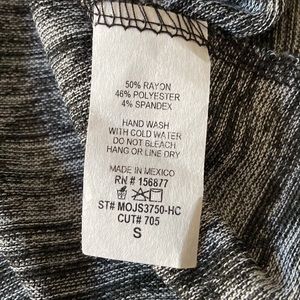 50% RAYON
46% POLYESTER
4% SPANDEX
HAND WASH
WITH COLD WATER
DO NOT BLEACH
HANG OR LINE DRY
MADE IN MEXICO
RN # 156877
ST# MOJS3750-HC
CUT# 705
S